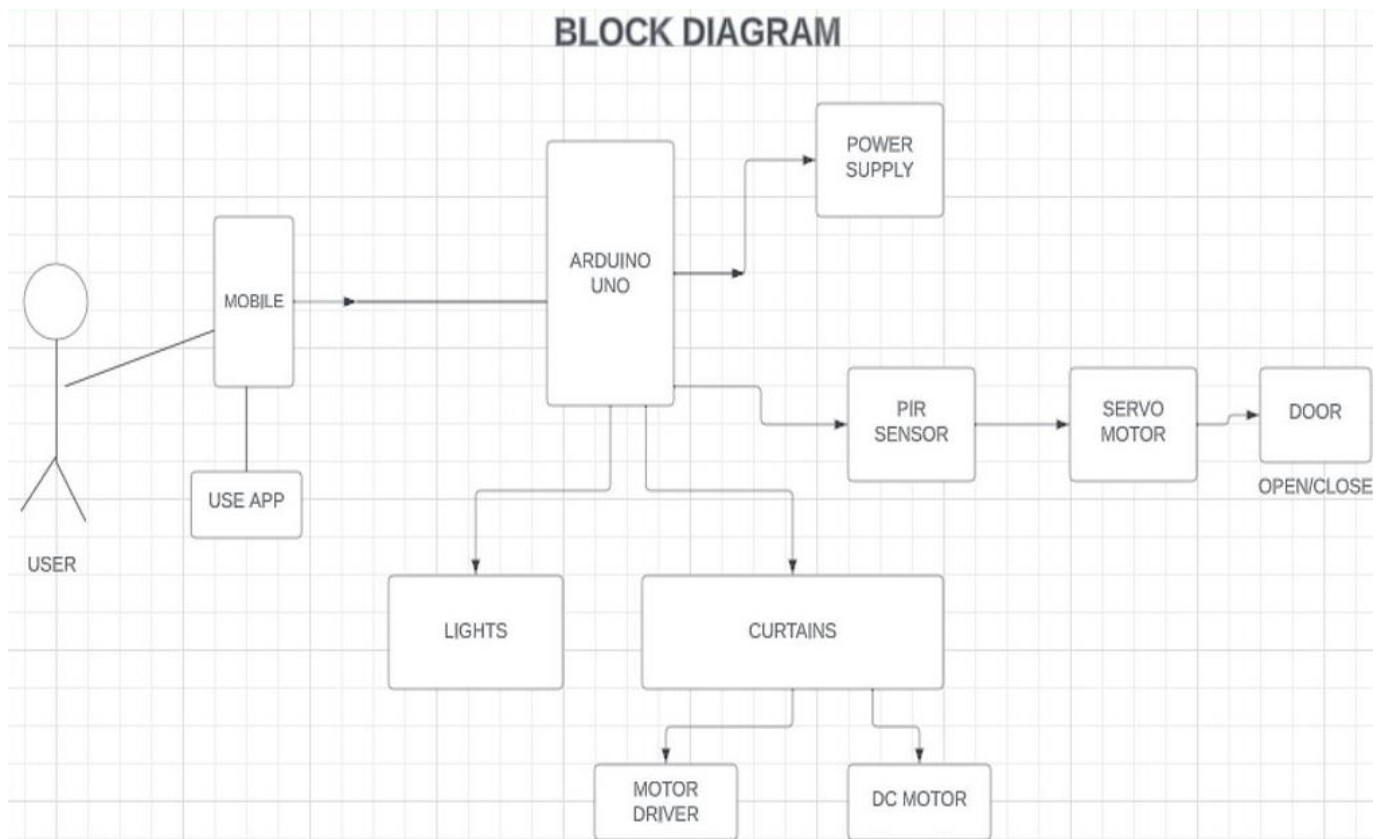 BLOCK DIAGRAM
POWER
SUPPLY
ARDUINO
UNO
MOBILE
PIR
SENSOR
SERVO
MOTOR
DOOR
OPEN/CLOSE
USE APP
USER
LIGHTS
CURTAINS
MOTOR
DRIVER
DC MOTOR